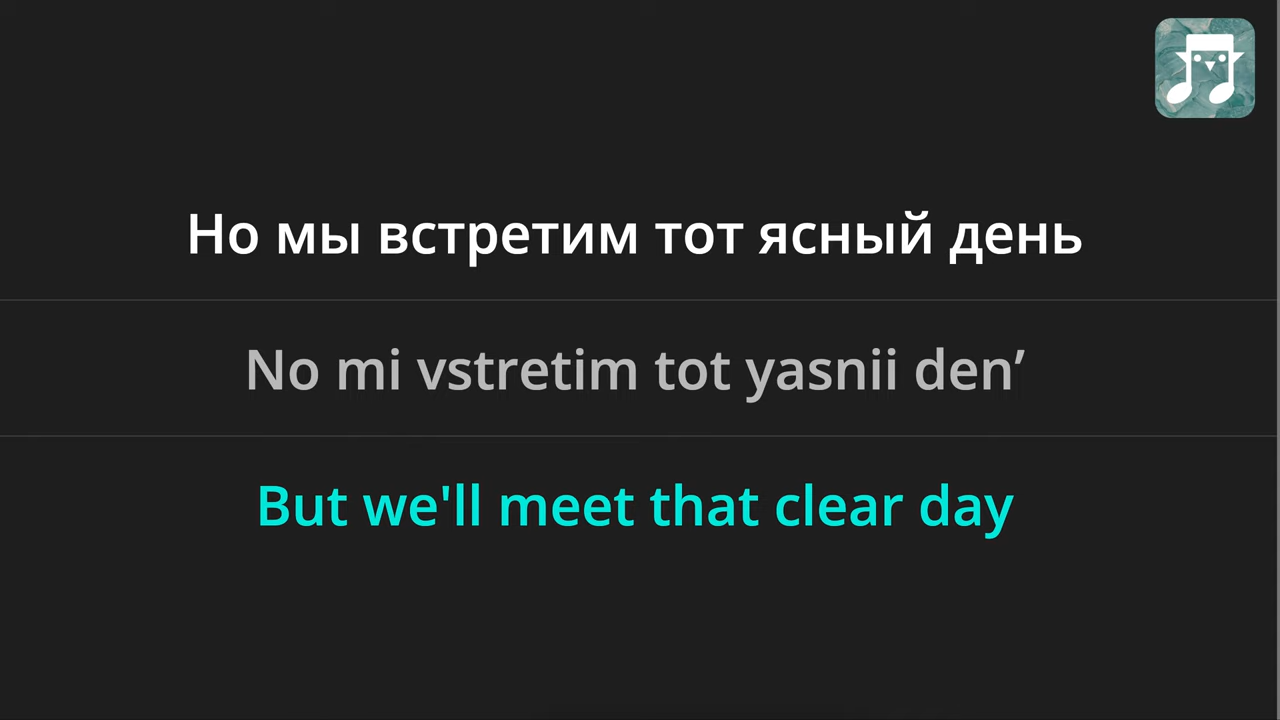 Но мы встретим тот ясный день
No mi vstretim tot yasnii den’
But we'll meet that clear day